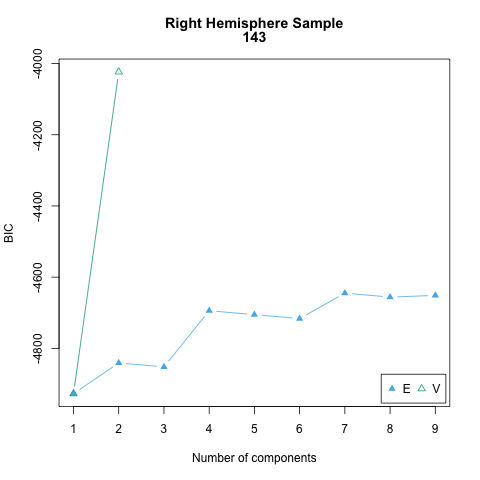 Right Hemisphere Sample
143
BIC
-4000
-4200
-4400
-4600
-4800
1 2 3 4 5 6 7 8 9
Number of components
E V